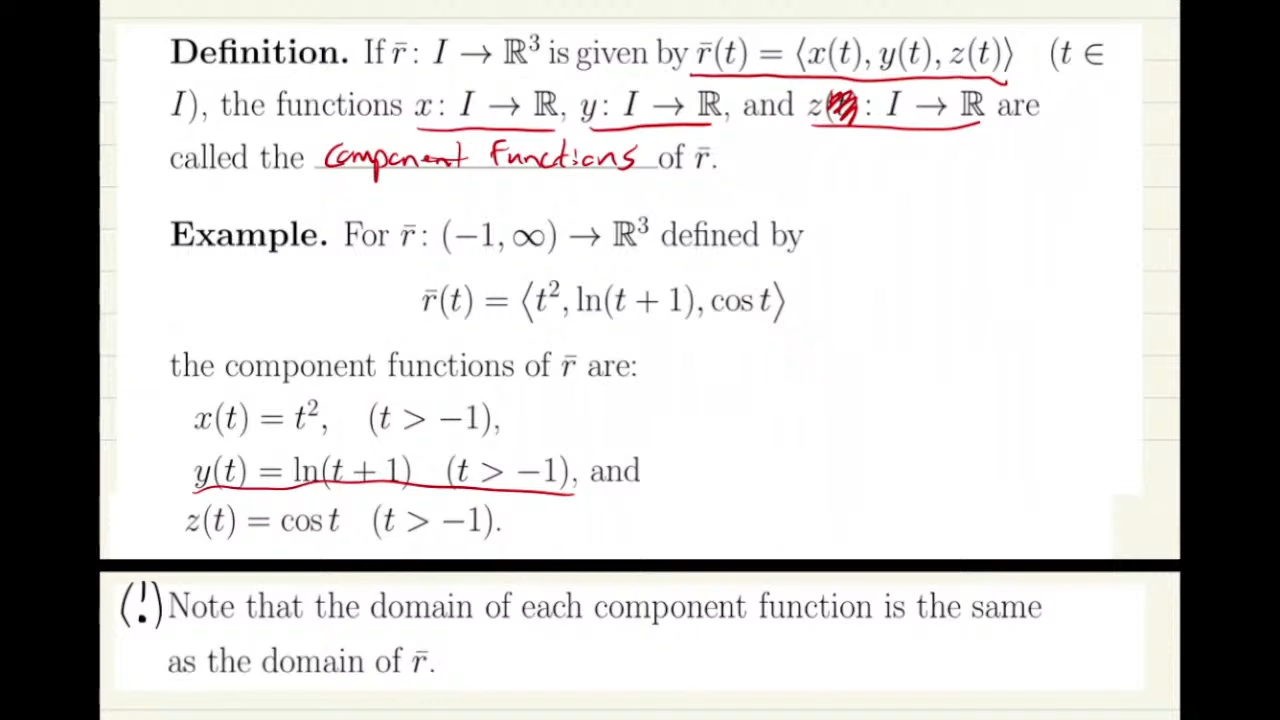 Definition. If r̄ : I → ℝ³ is given by r̄(t) = ⟨x(t), y(t), z(t)⟩ (t ∈
I), the functions x : I → ℝ, y : I → ℝ, and z : I → ℝ are
called the component functions of r̄.
Example. For r̄ : (−1, ∞) → ℝ³ defined by
r̄(t) = ⟨t², ln(t + 1), cos t⟩
the component functions of r̄ are:
x(t) = t², (t > −1),
y(t) = ln(t + 1) (t > −1), and
z(t) = cos t (t > −1).
(!) Note that the domain of each component function is the same
as the domain of r̄.